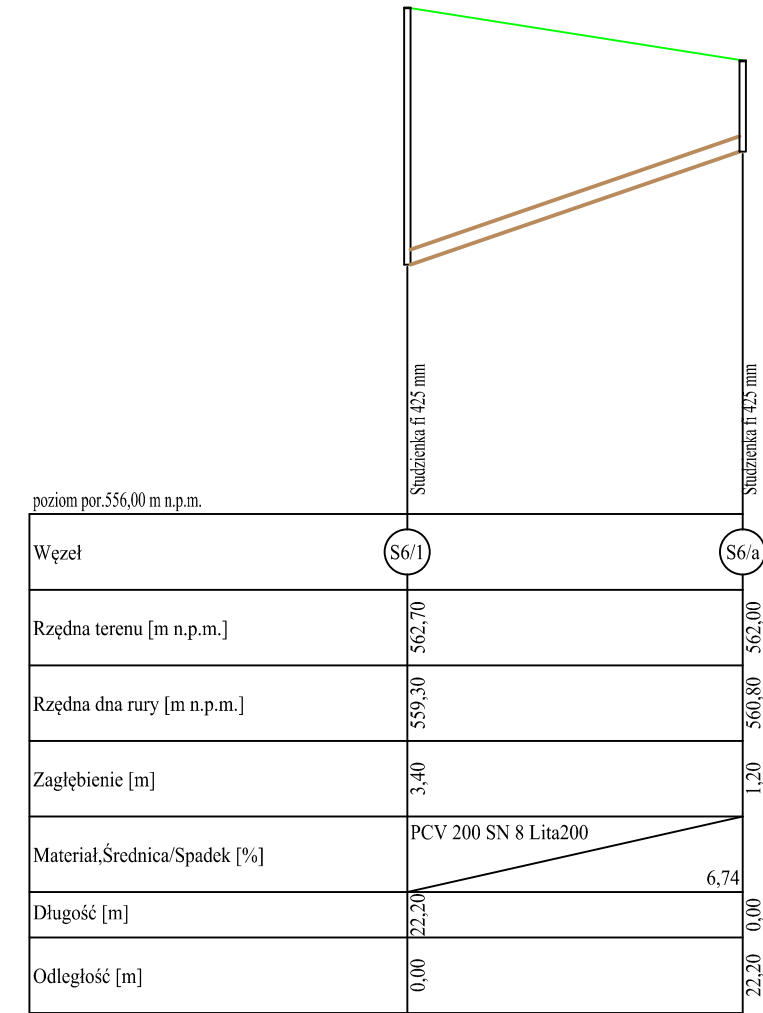 Studzienka fi 425 mm
Studzienka fi 425 mm
poziom por.556,00 m n.p.m.
Węzeł
S6/1
S6/a
Rzędna terenu [m n.p.m.]
562,70
562,00
Rzędna dna rury [m n.p.m.]
559,30
560,80
Zagłębienie [m]
3,40
1,20
Materiał,Średnica/Spadek [%]
PCV 200 SN 8 Lita200
6,74
Długość [m]
22,20
0,00
Odległość [m]
0,00
22,20